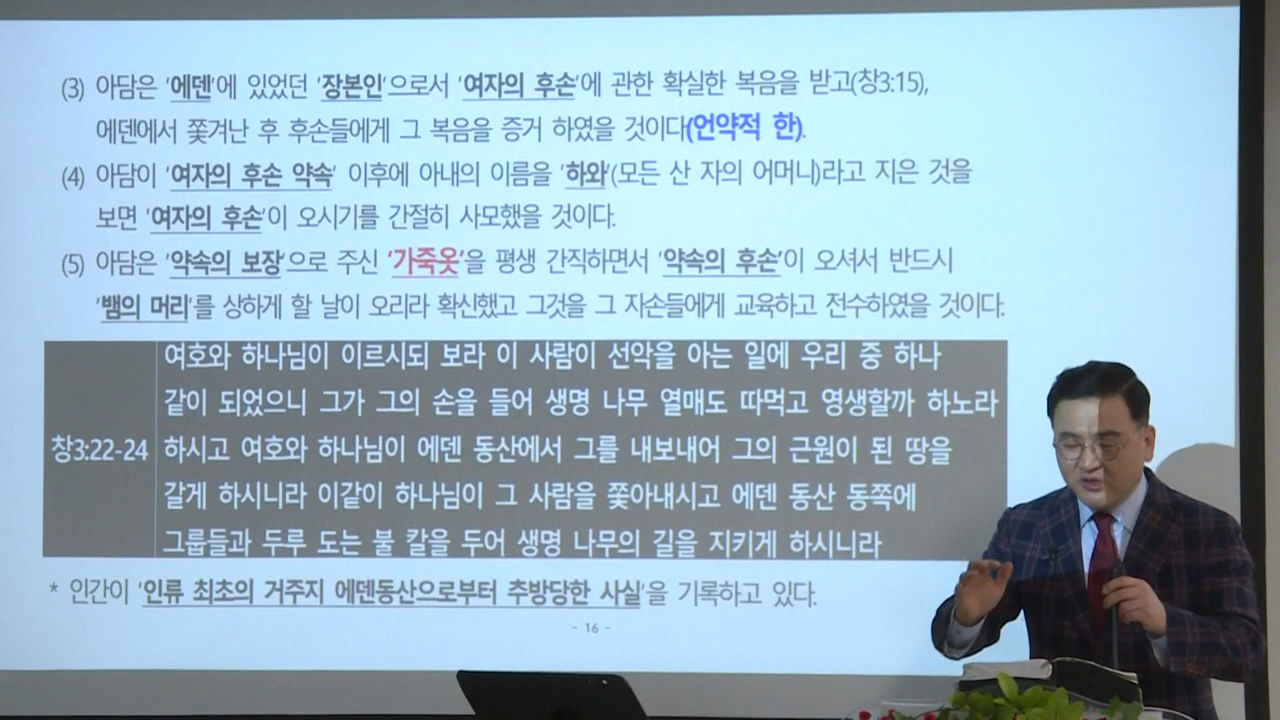 (3) 아담은 '에덴'에 있었던 '장본인'으로서 '여자의 후손'에 관한 확실한 복음을 받고(창3:15),
에덴에서 쫓겨난 후 후손들에게 그 복음을 증거 하였을 것이다(언약적 한).
(4) 아담이 '여자의 후손 약속' 이후에 아내의 이름을 '하와'(모든 산 자의 어머니)라고 지은 것을
보면 '여자의 후손'이 오시기를 간절히 사모했을 것이다.
(5) 아담은 '약속의 보장'으로 주신 '가죽옷'을 평생 간직하면서 '약속의 후손'이 오셔서 반드시
'뱀의 머리'를 상하게 할 날이 오리라 확신했고 그것을 그 자손들에게 교육하고 전수하였을 것이다.
창3:22-24
여호와 하나님이 이르시되 보라 이 사람이 선악을 아는 일에 우리 중 하나
같이 되었으니 그가 그의 손을 들어 생명 나무 열매도 따먹고 영생할까 하노라
하시고 여호와 하나님이 에덴 동산에서 그를 내보내어 그의 근원이 된 땅을
갈게 하시니라 이같이 하나님이 그 사람을 쫓아내시고 에덴 동산 동쪽에
그룹들과 두루 도는 불 칼을 두어 생명 나무의 길을 지키게 하시니라
* 인간이 '인류 최초의 거주지 에덴동산으로부터 추방당한 사실'을 기록하고 있다.
- 16 -